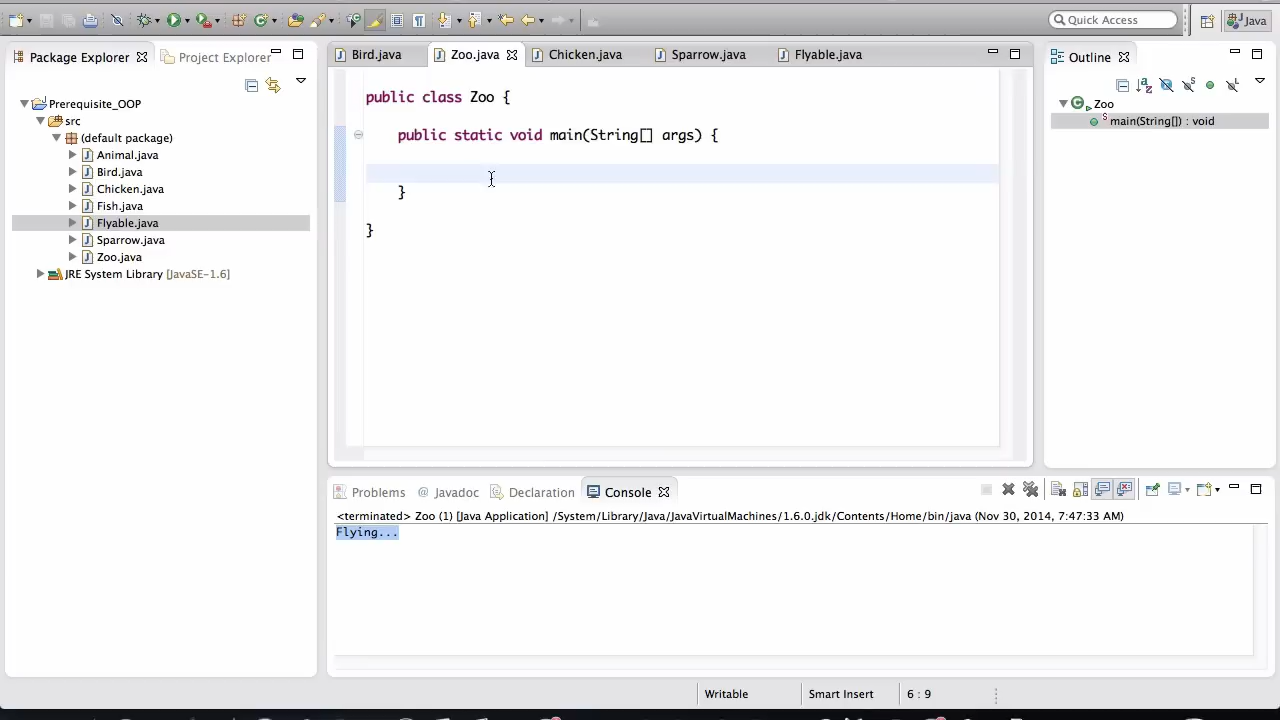 Quick Access
Java
Package Explorer
Project Explorer
Prerequisite_OOP
src
(default package)
Animal.java
Bird.java
Chicken.java
Fish.java
Flyable.java
Sparrow.java
Zoo.java
JRE System Library [JavaSE-1.6]
Bird.java
Zoo.java
Chicken.java
Sparrow.java
Flyable.java
public class Zoo {
public static void main(String[] args) {
}
}
Outline
Zoo
main(String[]) : void
Problems
@ Javadoc
Declaration
Console
<terminated> Zoo (1) [Java Application] /System/Library/Java/JavaVirtualMachines/1.6.0.jdk/Contents/Home/bin/java (Nov 30, 2014, 7:47:33 AM)
Flying...
Writable
Smart Insert
6 : 9